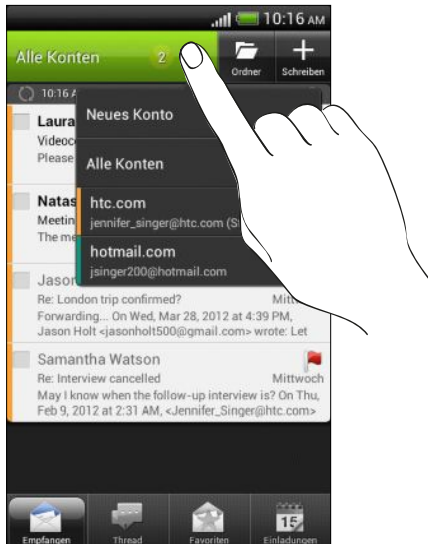 10:16 AM
Alle Konten 2
Ordner
Schreiben
10:16
Laura
Neues Konto
Please
Alle Konten
Natas
htc.com
Meetin
jennifer_singer@htc.com (S
The me
hotmail.com
jsinger200@hotmail.com
Jason
Re: London trip confirmed? Mittw
Forwarding... On Wed, Mar 28, 2012 at 4:39 PM,
Jason Holt <jasonholt500@gmail.com> wrote: Let
Samantha Watson
Re: Interview cancelled Mittwoch
May I know when the follow-up interview is? On Thu,
Feb 9, 2012 at 2:31 AM, <Jennifer_Singer@htc.com>
15
Empfangen Thread Favoriten Einladungen